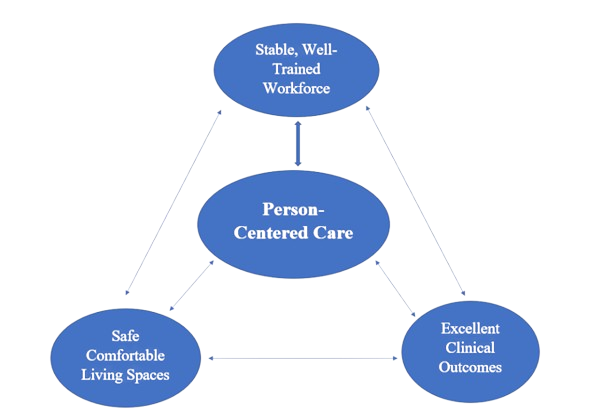 Stable, Well-
Trained
Workforce
Person-
Centered Care
Safe
Comfortable
Living Spaces
Excellent
Clinical
Outcomes